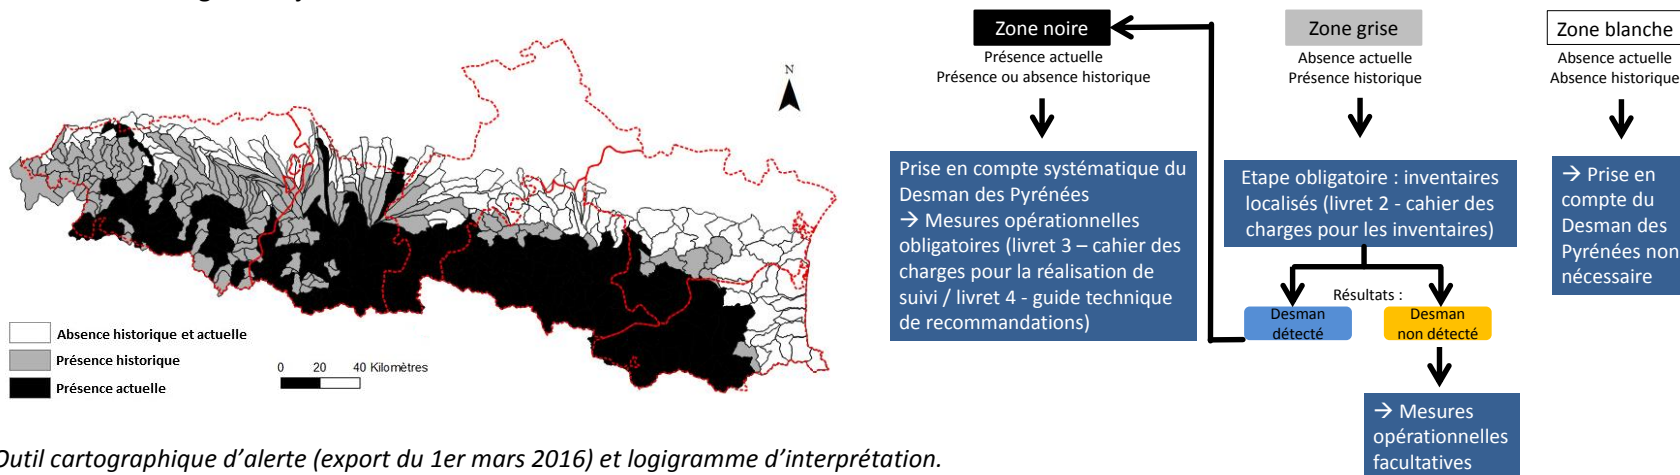 N
Absence historique et actuelle
Présence historique
Présence actuelle
0 20 40 Kilomètres
Zone noire
Présence actuelle
Présence ou absence historique
Prise en compte systématique du
Desman des Pyrénées
→ Mesures opérationnelles
obligatoires (livret 3 – cahier des
charges pour la réalisation de
suivi / livret 4 - guide technique
de recommandations)
Zone grise
Absence actuelle
Présence historique
Etape obligatoire : inventaires
localisés (livret 2 - cahier des
charges pour les inventaires)
Résultats :
Desman
détecté
Desman
non détecté
→ Mesures
opérationnelles
facultatives
Zone blanche
Absence actuelle
Absence historique
→ Prise en
compte du
Desman des
Pyrénées non
nécessaire
Outil cartographique d’alerte (export du 1er mars 2016) et logigramme d’interprétation.